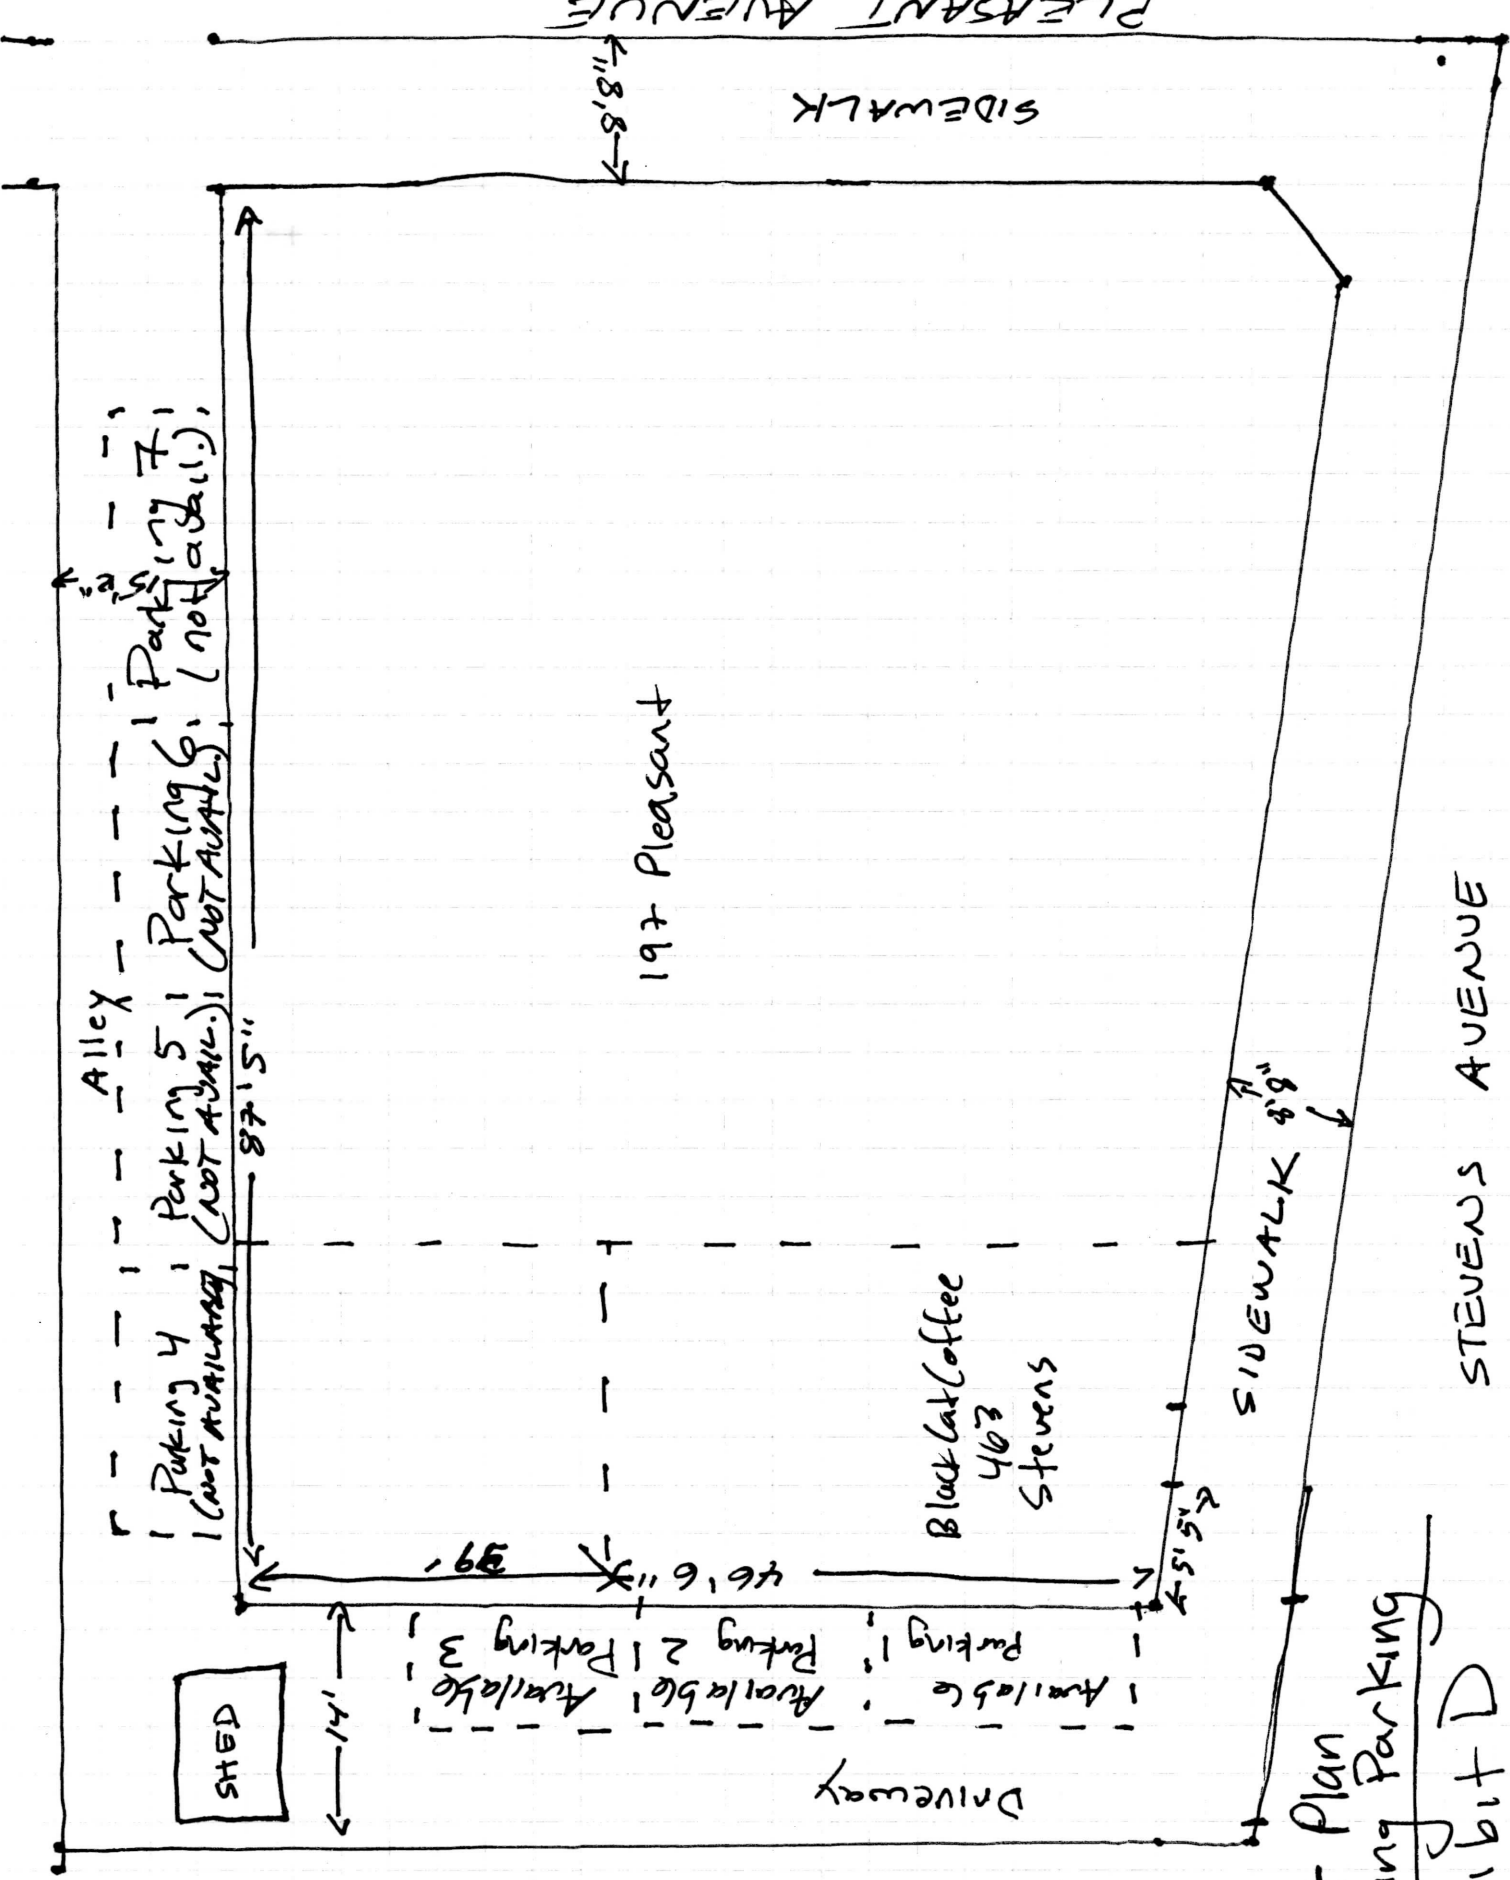 PLEASANT AVENUE
SIDEWALK
8'8"
15'2"
Alley
Parking 4
(NOT AVAILABLE)
Parking 5
(NOT AVAIL.)
Parking 6
(NOT AVAIL.)
Parking 7
(not avail.)
87'5"
197 Pleasant
Black Cat Coffee
463
Stevens
39'
46'6"
5'5"
SIDEWALK 8'8"
STEVENS AVENUE
SHED
14'
Parking 3
Available
Parking 2
Available
Parking 1
Available
Driveway
Plan
Parking
D